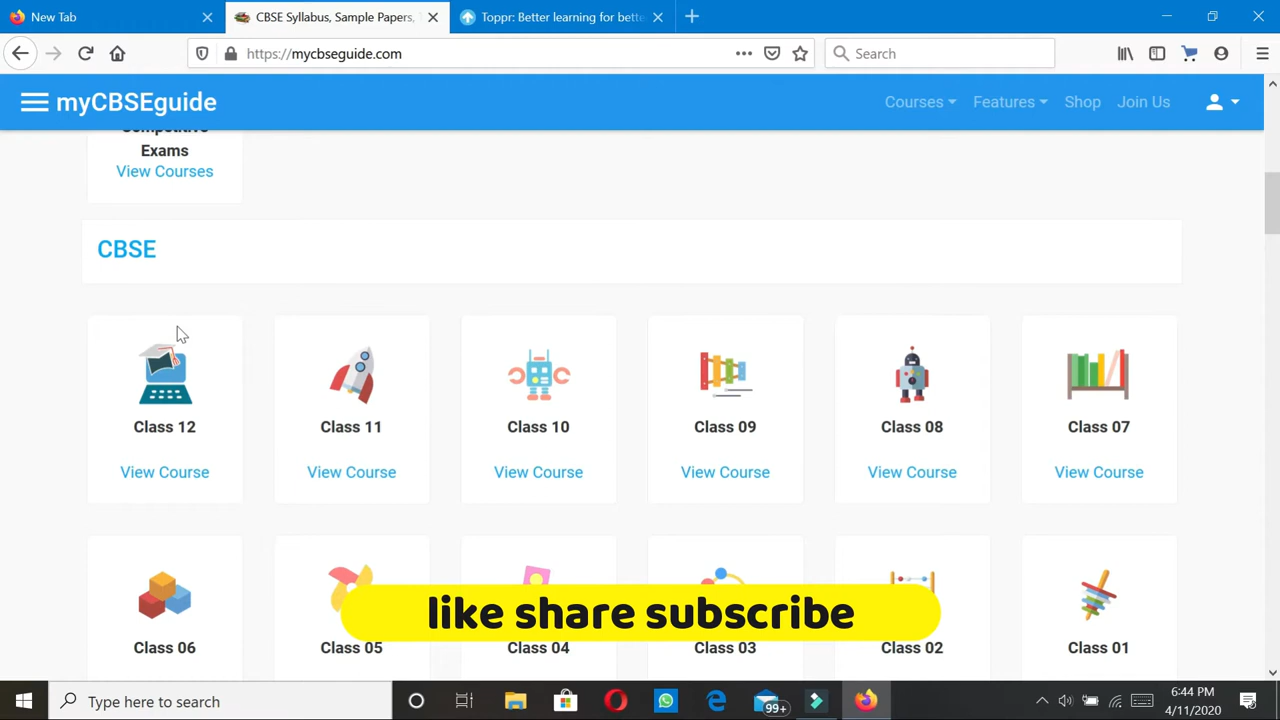 New Tab
CBSE Syllabus, Sample Papers,
Toppr: Better learning for bette
https://mycbseguide.com
Search
myCBSEguide
Courses
Features
Shop
Join Us
Competitive
Exams
View Courses
CBSE
Class 12
Class 11
Class 10
Class 09
Class 08
Class 07
View Course
View Course
View Course
View Course
View Course
View Course
like share subscribe
Class 06
Class 05
Class 04
Class 03
Class 02
Class 01
Type here to search
99+
6:44 PM
4/11/2020